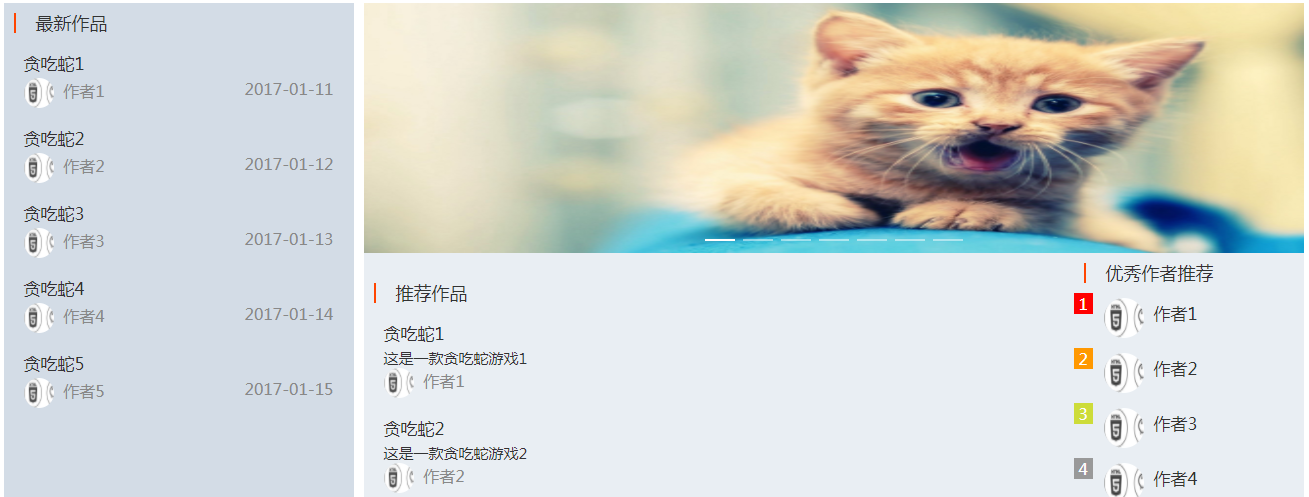 最新作品
贪吃蛇1
作者1 2017-01-11
贪吃蛇2
作者2 2017-01-12
贪吃蛇3
作者3 2017-01-13
贪吃蛇4
作者4 2017-01-14
贪吃蛇5
作者5 2017-01-15
推荐作品
贪吃蛇1
这是一款贪吃蛇游戏1
作者1
贪吃蛇2
这是一款贪吃蛇游戏2
作者2
优秀作者推荐
1 作者1
2 作者2
3 作者3
4 作者4